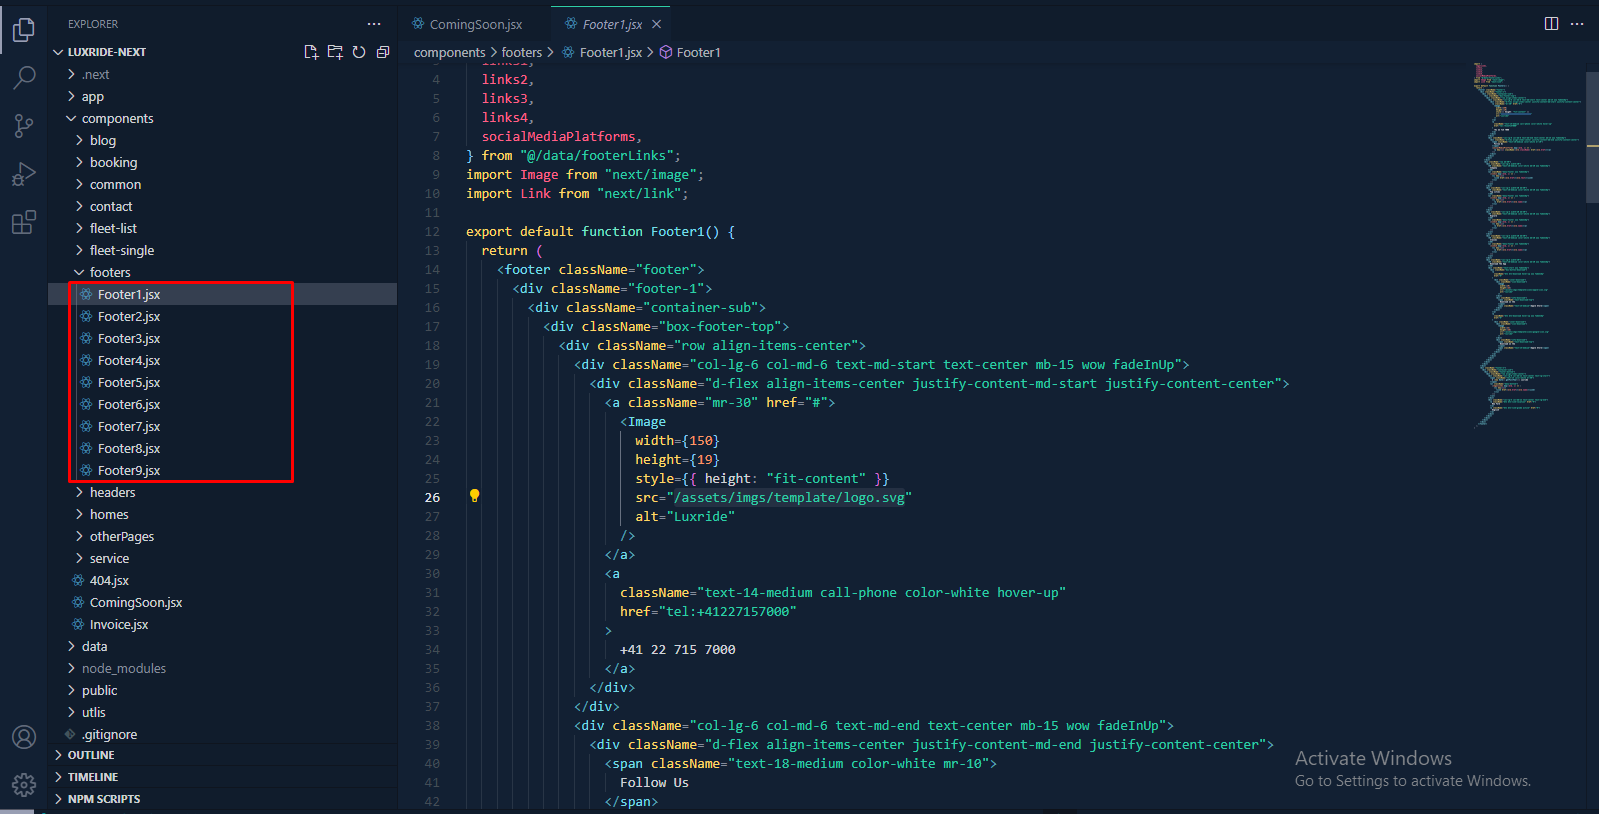 EXPLORER
LUXRIDE-NEXT
.next
app
components
blog
booking
common
contact
fleet-list
fleet-single
footers
Footer1.jsx
Footer2.jsx
Footer3.jsx
Footer4.jsx
Footer5.jsx
Footer6.jsx
Footer7.jsx
Footer8.jsx
Footer9.jsx
headers
homes
otherPages
service
404.jsx
ComingSoon.jsx
Invoice.jsx
data
node_modules
public
utlis
.gitignore
OUTLINE
TIMELINE
NPM SCRIPTS
ComingSoon.jsx
Footer1.jsx
components > footers > Footer1.jsx > Footer1
4 links2,
5 links3,
6 links4,
7 socialMediaPlatforms,
8 } from "@/data/footerLinks";
9 import Image from "next/image";
10 import Link from "next/link";
11
12 export default function Footer1() {
13 return (
14 <footer className="footer">
15 <div className="footer-1">
16 <div className="container-sub">
17 <div className="box-footer-top">
18 <div className="row align-items-center">
19 <div className="col-lg-6 col-md-6 text-md-start text-center mb-15 wow fadeInUp">
20 <div className="d-flex align-items-center justify-content-md-start justify-content-center">
21 <a className="mr-30" href="#">
22 <Image
23 width={150}
24 height={19}
25 style={{ height: "fit-content" }}
26 src="/assets/imgs/template/logo.svg"
27 alt="Luxride"
28 />
29 </a>
30 <a
31 className="text-14-medium call-phone color-white hover-up"
32 href="tel:+41227157000"
33 >
34 +41 22 715 7000
35 </a>
36 </div>
37 </div>
38 <div className="col-lg-6 col-md-6 text-md-end text-center mb-15 wow fadeInUp">
39 <div className="d-flex align-items-center justify-content-md-end justify-content-center">
40 <span className="text-18-medium color-white mr-10">
41 Follow Us
42 </span>
Activate Windows
Go to Settings to activate Windows.